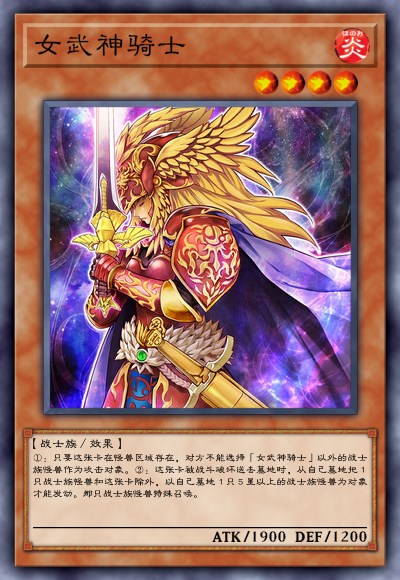 女武神骑士
ほのお
炎
【战士族/效果】
①:只要这张卡在怪兽区域存在,对方不能选择「女武神骑士」以外的战士
族怪兽作为攻击对象。②:这张卡被战斗破坏送去墓地时,从自己墓地把1
只战士族怪兽和这张卡除外,以自己墓地1只5星以上的战士族怪兽为对象
才能发动。那只战士族怪兽特殊召唤。
ATK/1900 DEF/1200